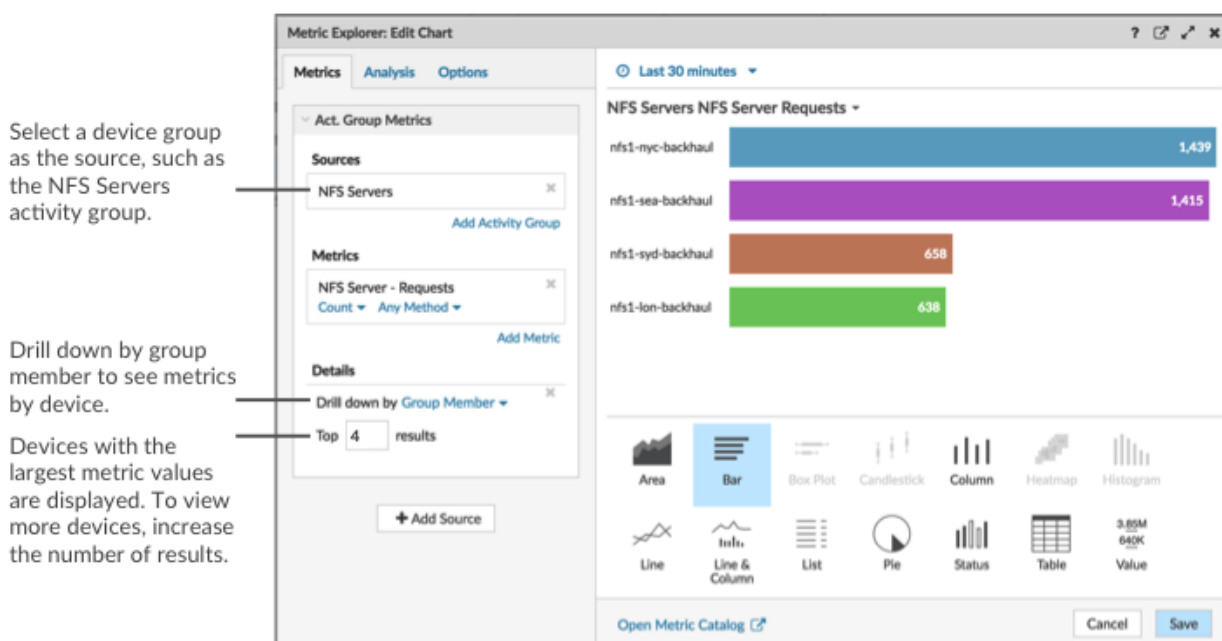 Metric Explorer: Edit Chart
?
Metrics Analysis Options
Last 30 minutes
Select a device group
as the source, such as
the NFS Servers
activity group.
Act. Group Metrics
Sources
NFS Servers
Add Activity Group
Metrics
NFS Server - Requests
Count Any Method
Add Metric
Drill down by group
member to see metrics
by device.
Details
Drill down by Group Member
Devices with the
largest metric values
are displayed. To view
more devices, increase
the number of results.
Top 4 results
+ Add Source
NFS Servers NFS Server Requests
nfs1-nyc-backhaul 1,439
nfs1-sea-backhaul 1,415
nfs1-syd-backhaul 658
nfs1-lon-backhaul 638
Area Bar Box Plot Candlestick Column Heatmap Histogram
3.85M
640K
Line Line & List Pie Status Table Value
Column
Open Metric Catalog
Cancel Save